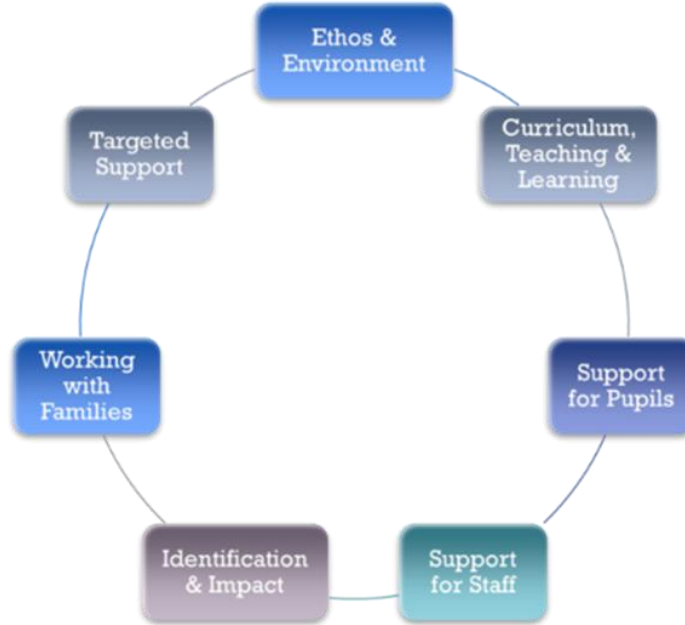 Ethos &
Environment
Curriculum,
Teaching &
Learning
Support
for Pupils
Support
for Staff
Identification
& Impact
Working
with
Families
Targeted
Support